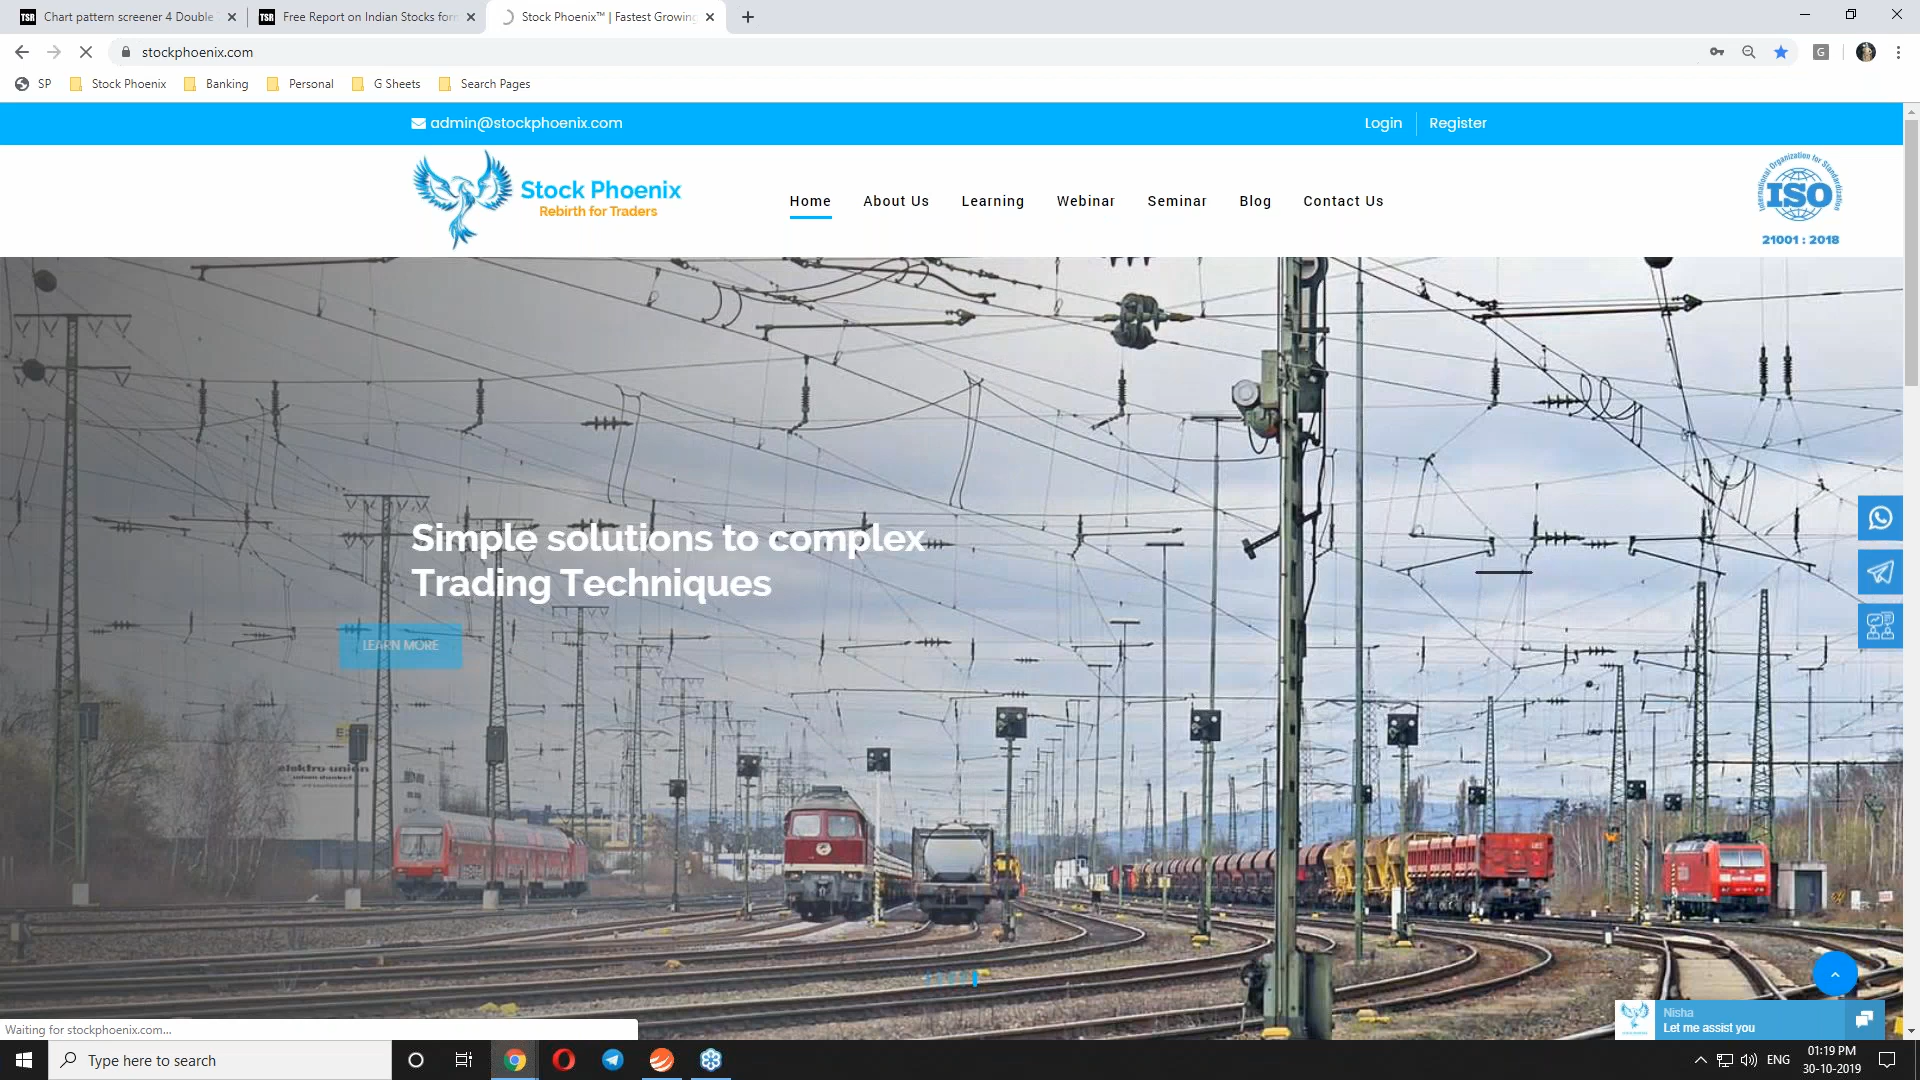 Chart pattern screener 4 Double
Free Report on Indian Stocks form
Stock Phoenix™ | Fastest Growing
stockphoenix.com
SP
Stock Phoenix
Banking
Personal
G Sheets
Search Pages
admin@stockphoenix.com
Login
Register
Stock Phoenix
Rebirth for Traders
Home
About Us
Learning
Webinar
Seminar
Blog
Contact Us
International Organization for Standardization
ISO
21001 : 2018
Simple solutions to complex
Trading Techniques
LEARN MORE
elektro-union
Nisha
Let me assist you
Waiting for stockphoenix.com...
Type here to search
ENG
01:19 PM
30-10-2019